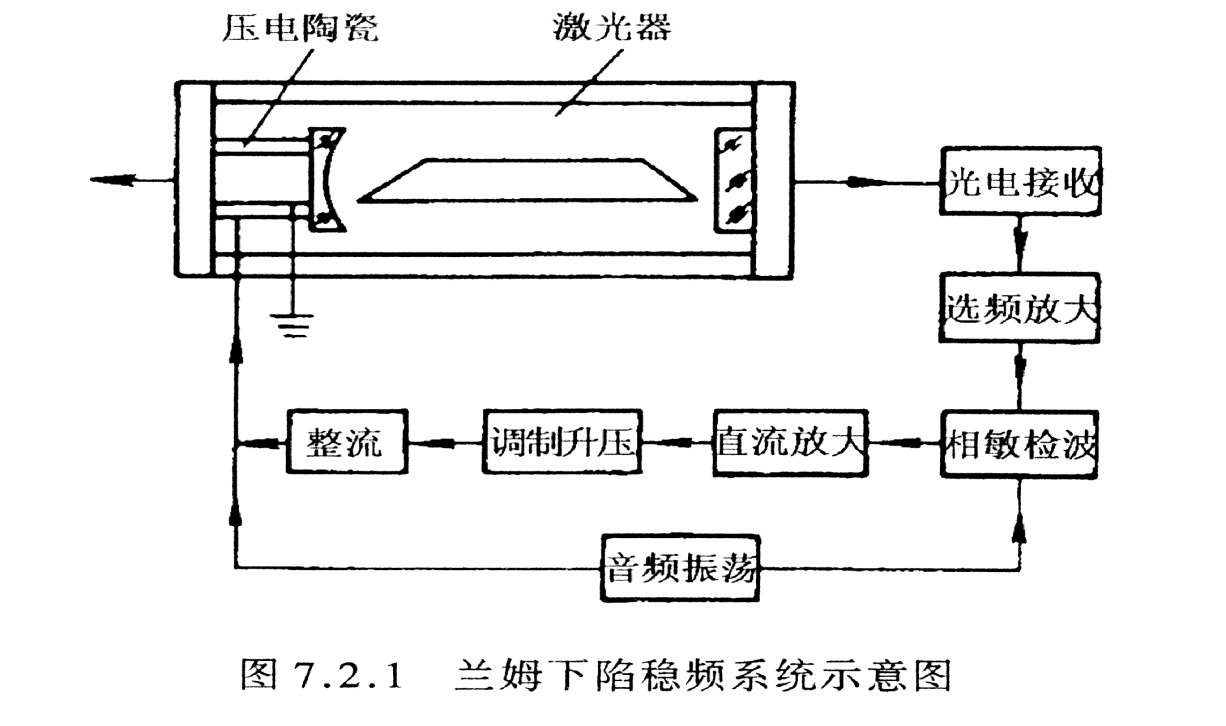 压电陶瓷 激光器
光电接收
选频放大
整流 调制升压 直流放大 相敏检波
音频振荡
图 7.2.1 兰姆下陷稳频系统示意图